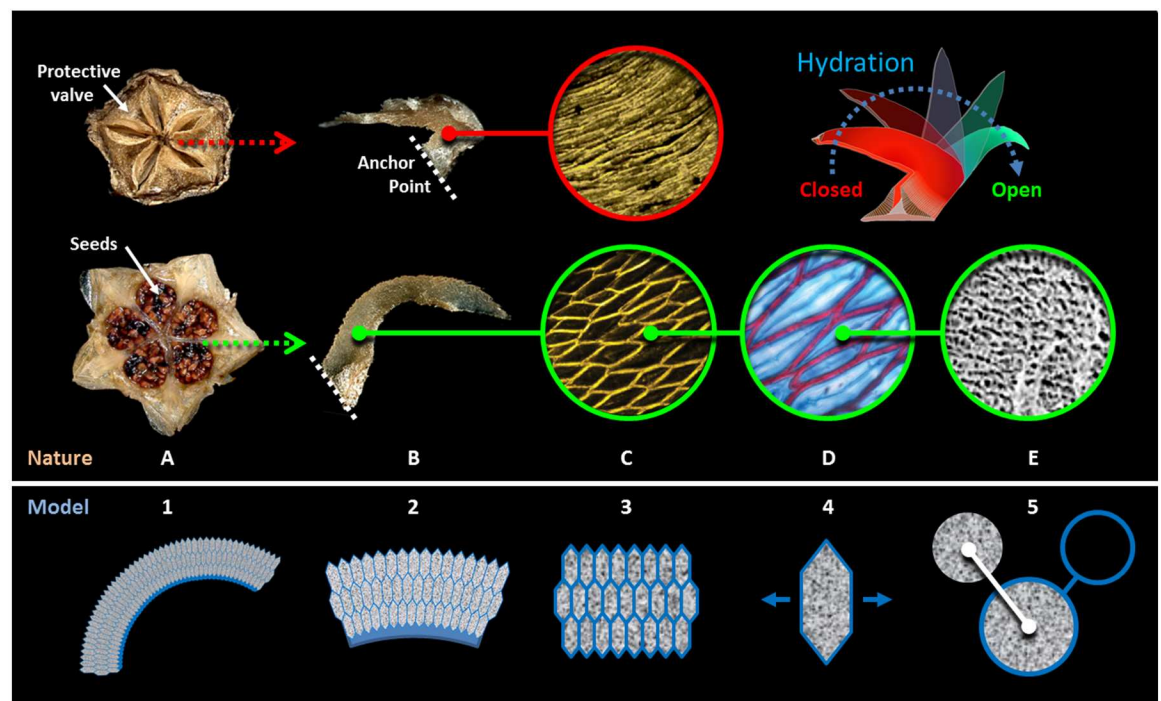 Protective
valve
Anchor
Point
Hydration
Closed
Open
Seeds
Nature A B C D E
Model 1 2 3 4 5